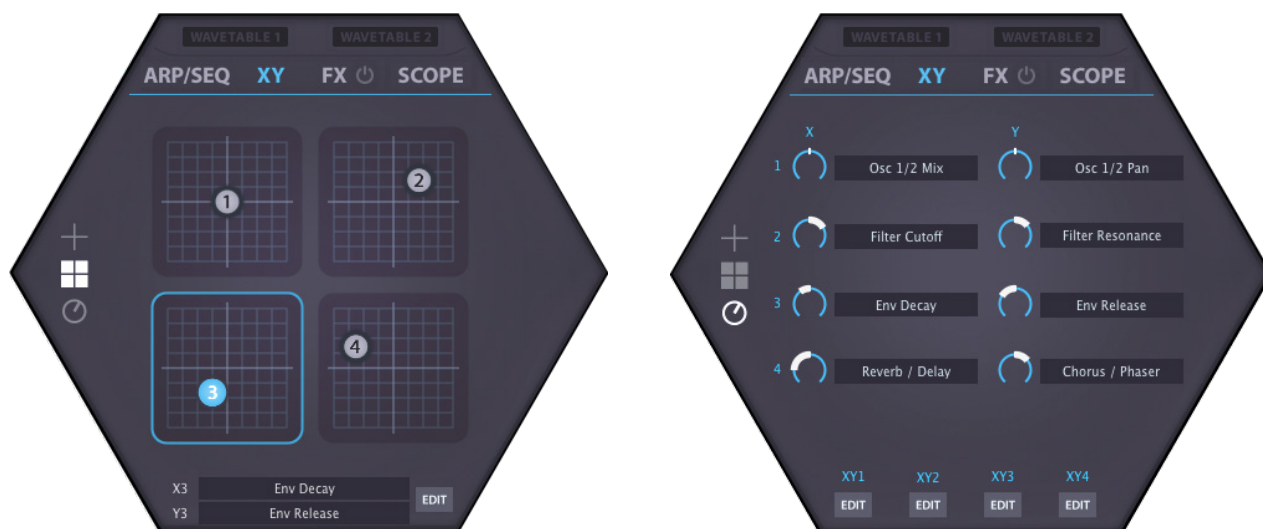 WAVETABLE 1 WAVETABLE 2
ARP/SEQ XY FX SCOPE
1
2
3
4
X3 Env Decay
Y3 Env Release
EDIT
WAVETABLE 1 WAVETABLE 2
ARP/SEQ XY FX SCOPE
X Y
1 Osc 1/2 Mix Osc 1/2 Pan
2 Filter Cutoff Filter Resonance
3 Env Decay Env Release
4 Reverb / Delay Chorus / Phaser
XY1 XY2 XY3 XY4
EDIT EDIT EDIT EDIT